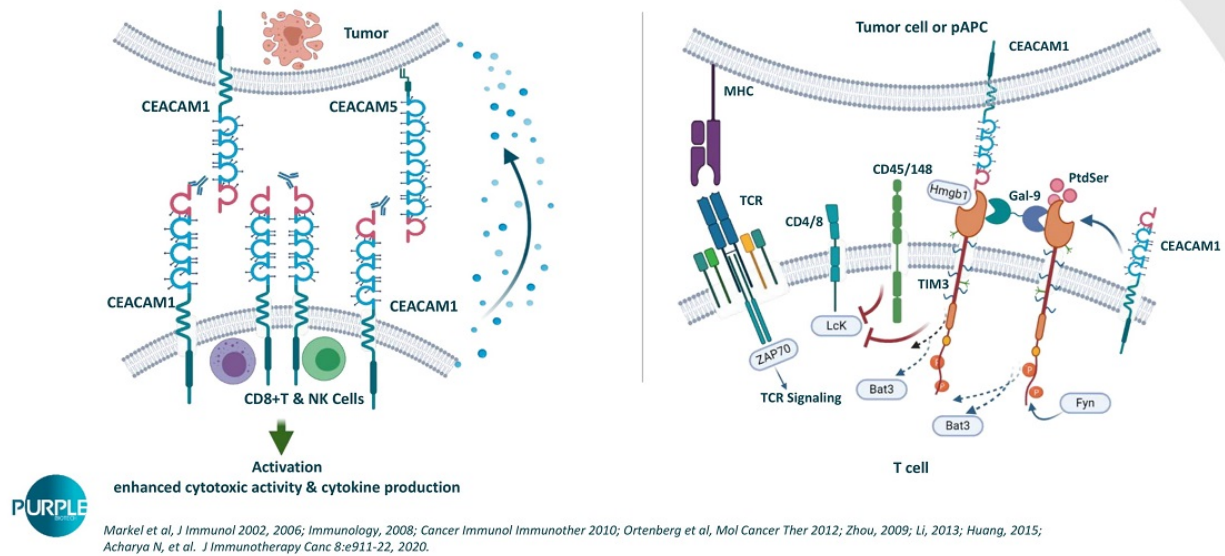 Tumor
CEACAM1
CEACAM5
CEACAM1
CEACAM1
CD8+T & NK Cells
Activation
enhanced cytotoxic activity & cytokine production
Tumor cell or pAPC
CEACAM1
MHC
CD45/148
Hmgb1
Gal-9
PtdSer
TCR
CD4/8
CEACAM1
TIM3
LcK
ZAP70
Bat3
P
P
P
P
TCR Signaling
Fyn
Bat3
T cell
PURPLE
BIOTECH
Markel et al, J Immunol 2002, 2006; Immunology, 2008; Cancer Immunol Immunother 2010; Ortenberg et al, Mol Cancer Ther 2012; Zhou, 2009; Li, 2013; Huang, 2015;
Acharya N, et al. J Immunotherapy Canc 8:e911-22, 2020.